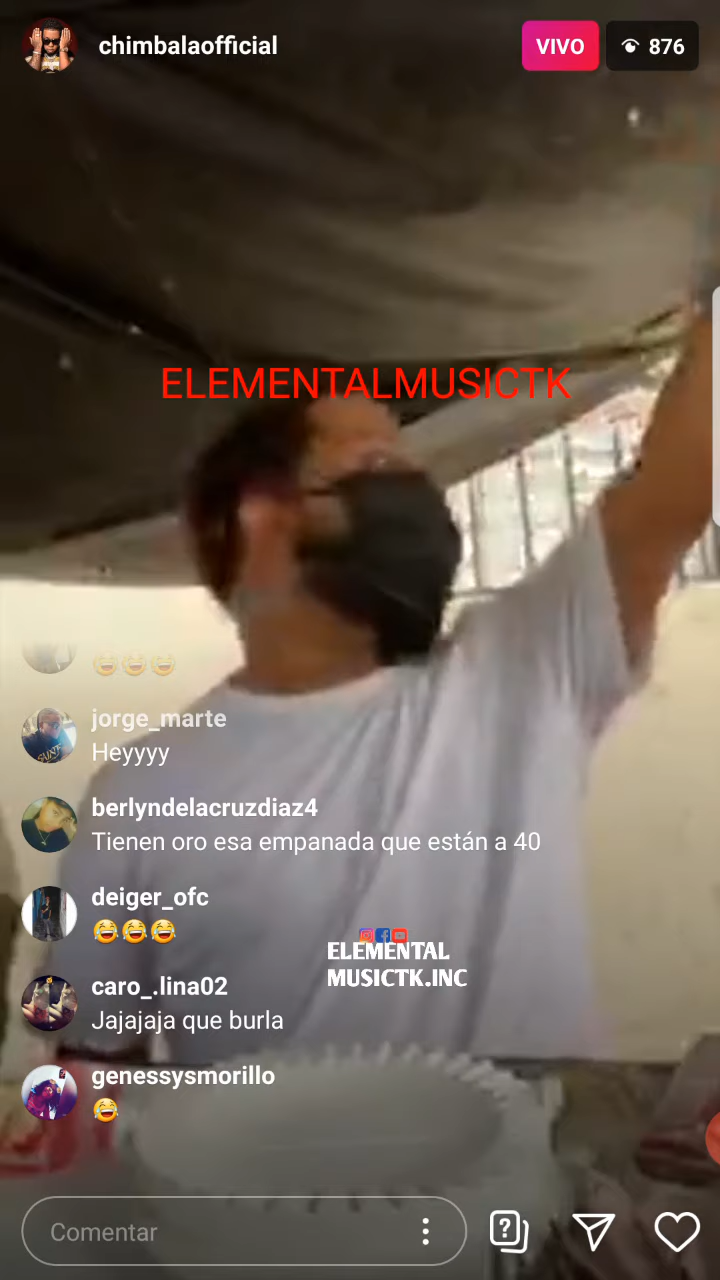 chimbalaofficial
VIVO
876
ELEMENTALMUSICTK
😂😂😂
jorge_marte
Heyyyy
berlyndelacruzdiaz4
Tienen oro esa empanada que están a 40
deiger_ofc
😂😂😂
ELEMENTAL
MUSICTK.INC
caro_.lina02
Jajajaja que burla
genessysmorillo
😂
Comentar